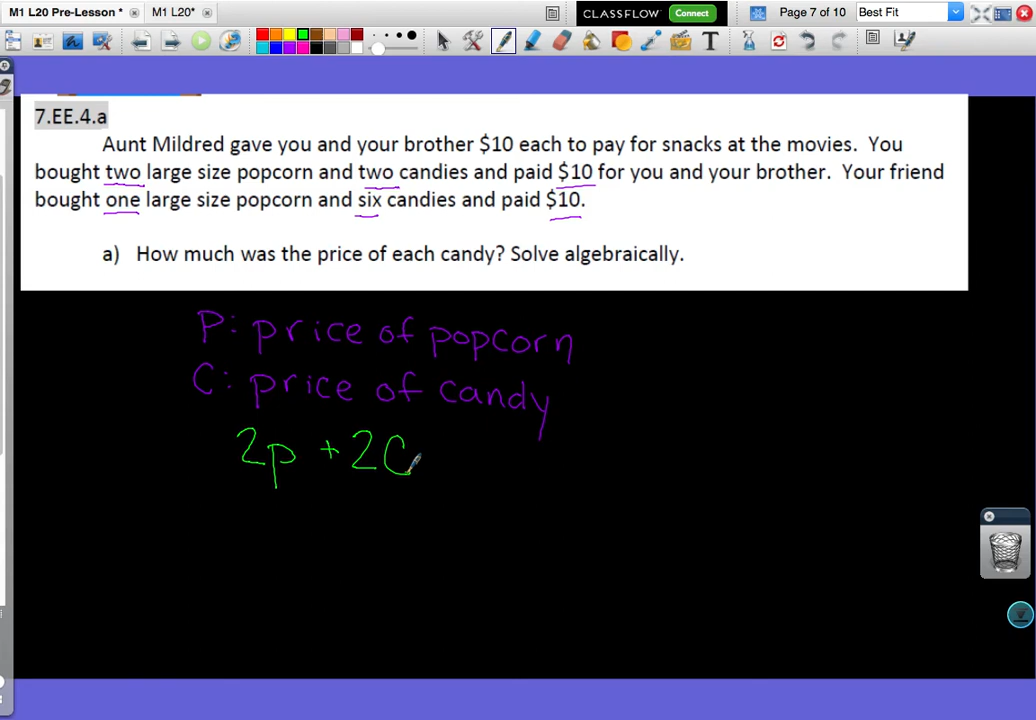 M1 L20 Pre-Lesson * M1 L20* CLASSFLOW Connect Page 7 of 10 Best Fit
7.EE.4.a
Aunt Mildred gave you and your brother $10 each to pay for snacks at the movies. You
bought two large size popcorn and two candies and paid $10 for you and your brother. Your friend
bought one large size popcorn and six candies and paid $10.
a) How much was the price of each candy? Solve algebraically.
P: price of popcorn
C: price of candy
2p + 2C